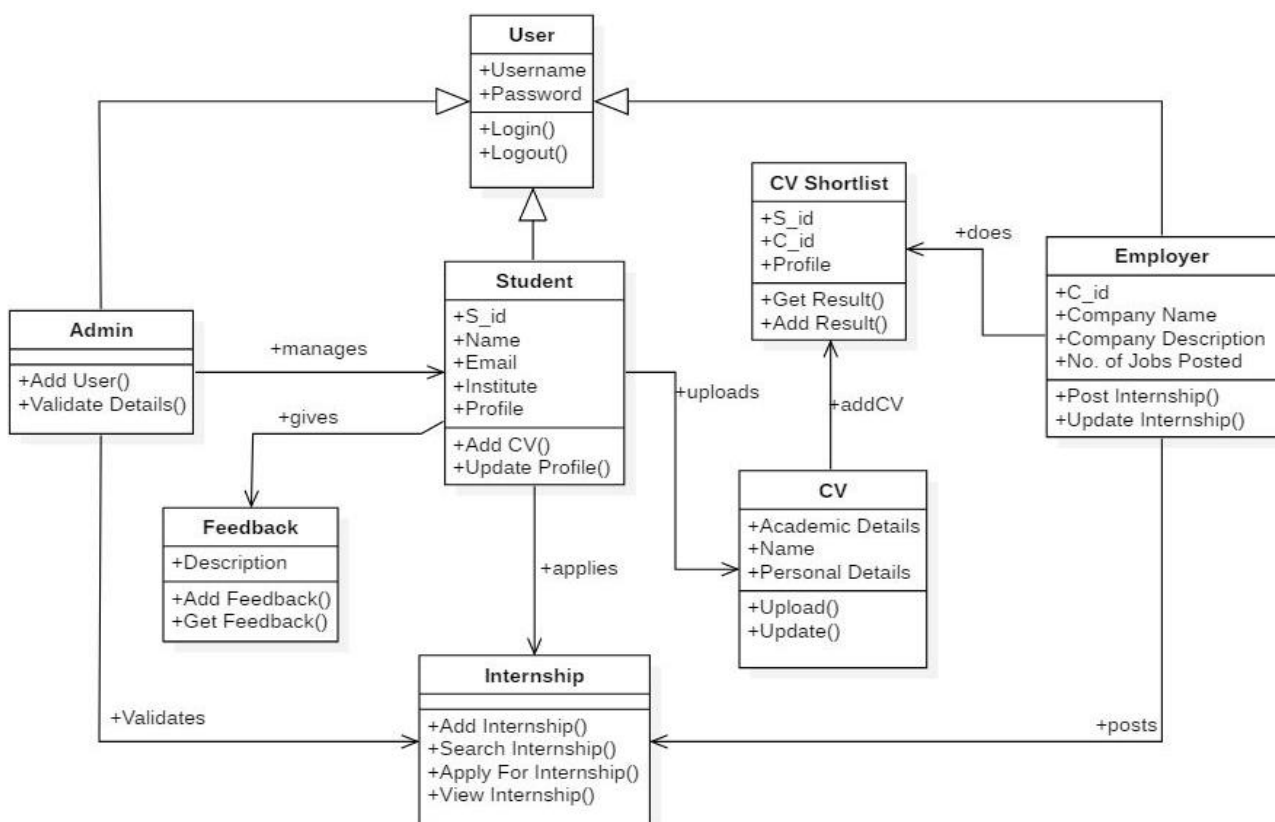 User
+Username
+Password
+Login()
+Logout()
CV Shortlist
+S_id
+C_id
+Profile
+Get Result()
+Add Result()
+does
Employer
+C_id
+Company Name
+Company Description
+No. of Jobs Posted
+Post Internship()
+Update Internship()
Student
+S_id
+Name
+Email
+Institute
+Profile
+Add CV()
+Update Profile()
Admin
+Add User()
+Validate Details()
+manages
+gives
+uploads
+addCV
Feedback
+Description
+Add Feedback()
+Get Feedback()
CV
+Academic Details
+Name
+Personal Details
+Upload()
+Update()
+applies
Internship
+Add Internship()
+Search Internship()
+Apply For Internship()
+View Internship()
+Validates
+posts